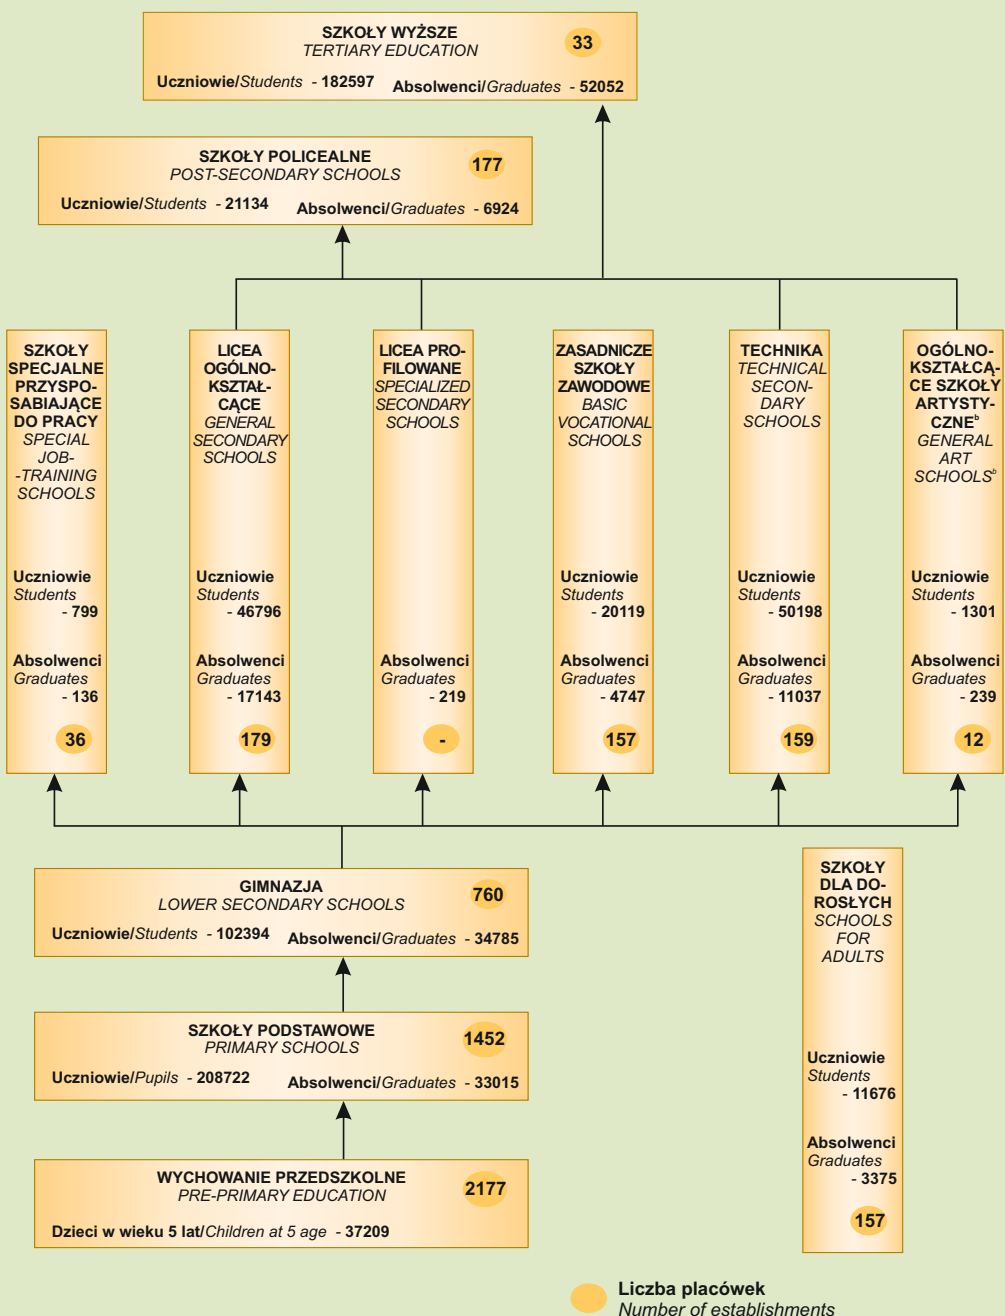 SZKOŁY WYŻSZE
TERTIARY EDUCATION
33
Uczniowie/Students - 182597
Absolwenci/Graduates - 52052
SZKOŁY POLICEALNE
POST-SECONDARY SCHOOLS
177
Uczniowie/Students - 21134
Absolwenci/Graduates - 6924
SZKOŁY
SPECJALNE
PRZYSPO-
SABIAJĄCE
DO PRACY
SPECIAL
JOB-
-TRAINING
SCHOOLS
Uczniowie
Students
- 799
Absolwenci
Graduates
- 136
36
LICEA
OGÓLNO-
KSZTAŁ-
CĄCE
GENERAL
SECONDARY
SCHOOLS
Uczniowie
Students
- 46796
Absolwenci
Graduates
- 17143
179
LICEA PRO-
FILOWANE
SPECIALIZED
SECONDARY
SCHOOLS
Absolwenci
Graduates
- 219
-
ZASADNICZE
SZKOŁY
ZAWODOWE
BASIC
VOCATIONAL
SCHOOLS
Uczniowie
Students
- 20119
Absolwenci
Graduates
- 4747
157
TECHNIKA
TECHNICAL
SECON-
DARY
SCHOOLS
Uczniowie
Students
- 50198
Absolwenci
Graduates
- 11037
159
OGÓLNO-
KSZTAŁCĄ-
CE SZKOŁY
ARTYSTY-
CZNEᵇ
GENERAL
ART
SCHOOLSᵇ
Uczniowie
Students
- 1301
Absolwenci
Graduates
- 239
12
GIMNAZJA
LOWER SECONDARY SCHOOLS
760
Uczniowie/Students - 102394
Absolwenci/Graduates - 34785
SZKOŁY PODSTAWOWE
PRIMARY SCHOOLS
1452
Uczniowie/Pupils - 208722
Absolwenci/Graduates - 33015
WYCHOWANIE PRZEDSZKOLNE
PRE-PRIMARY EDUCATION
2177
Dzieci w wieku 5 lat/Children at 5 age - 37209
SZKOŁY
DLA DO-
ROSŁYCH
SCHOOLS
FOR
ADULTS
Uczniowie
Students
- 11676
Absolwenci
Graduates
- 3375
157
Liczba placówek
Number of establishments